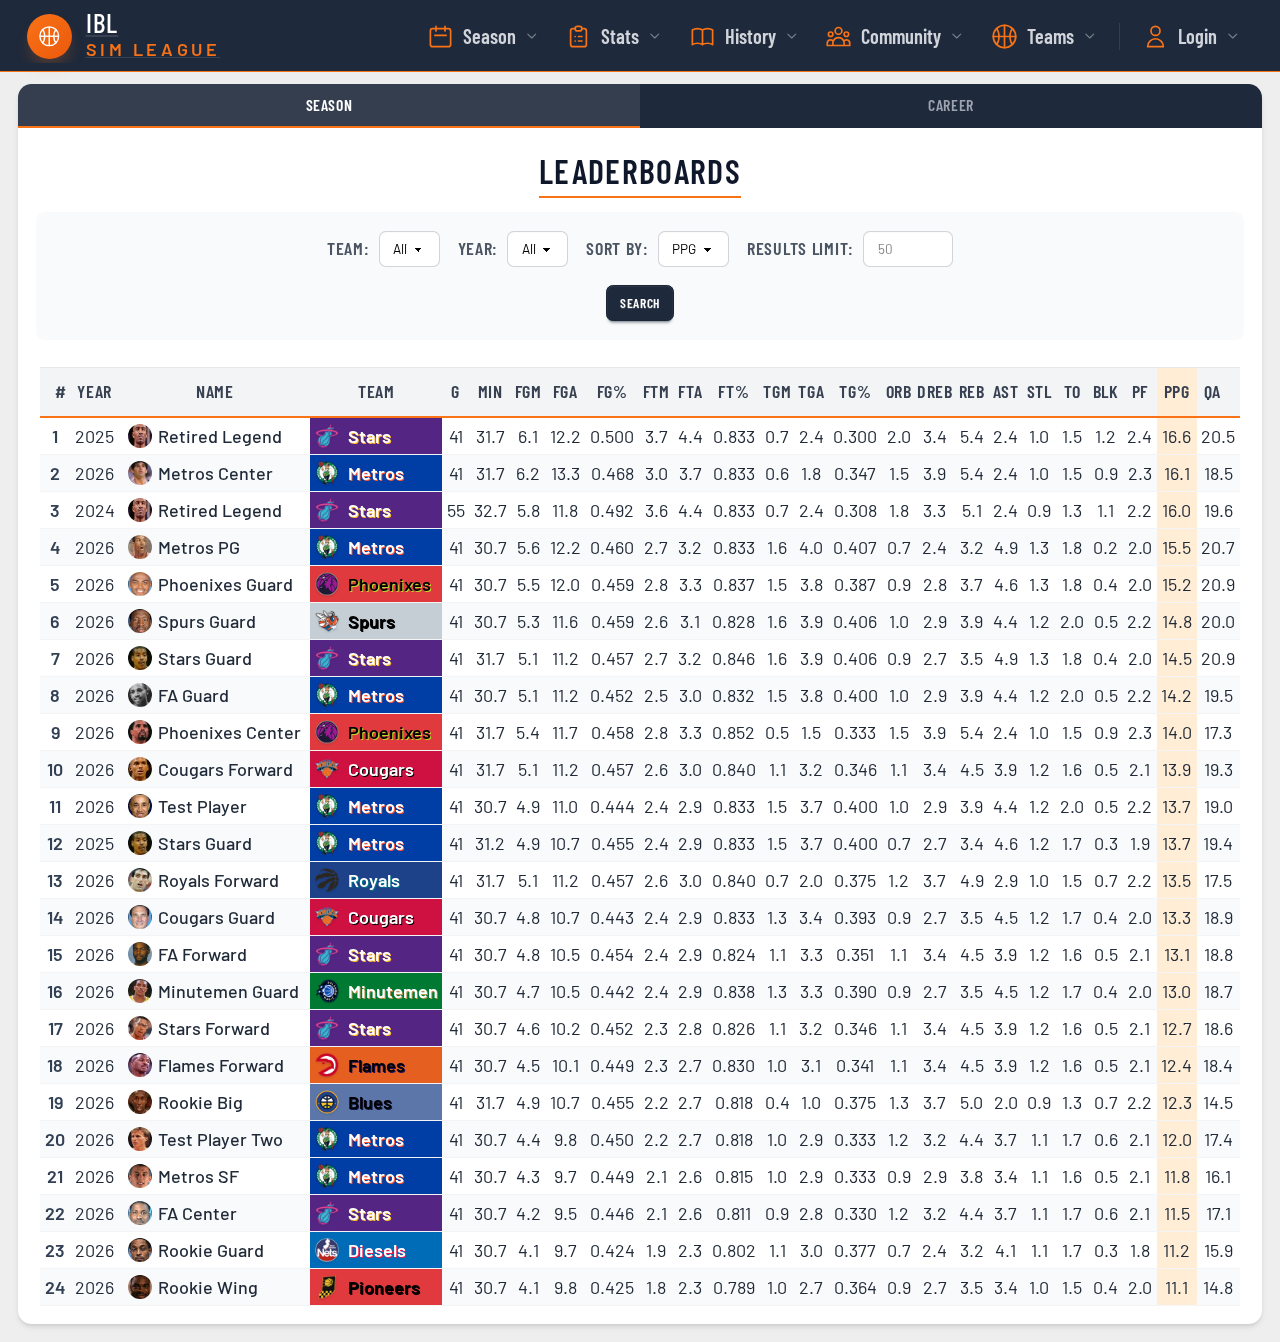 IBL
SIM LEAGUE
Season Stats History Community Teams Login
SEASON CAREER
LEADERBOARDS
TEAM: All YEAR: All SORT BY: PPG RESULTS LIMIT: 50
SEARCH
# YEAR NAME TEAM G MIN FGM FGA FG% FTM FTA FT% TGM TGA TG% ORB DREB REB AST STL TO BLK PF PPG QA
1 2025 Retired Legend Stars 41 31.7 6.1 12.2 0.500 3.7 4.4 0.833 0.7 2.4 0.300 2.0 3.4 5.4 2.4 1.0 1.5 1.2 2.4 16.6 20.5
2 2026 Metros Center Metros 41 31.7 6.2 13.3 0.468 3.0 3.7 0.833 0.6 1.8 0.347 1.5 3.9 5.4 2.4 1.0 1.5 0.9 2.3 16.1 18.5
3 2024 Retired Legend Stars 55 32.7 5.8 11.8 0.492 3.6 4.4 0.833 0.7 2.4 0.308 1.8 3.3 5.1 2.4 0.9 1.3 1.1 2.2 16.0 19.6
4 2026 Metros PG Metros 41 30.7 5.6 12.2 0.460 2.7 3.2 0.833 1.6 4.0 0.407 0.7 2.4 3.2 4.9 1.3 1.8 0.2 2.0 15.5 20.7
5 2026 Phoenixes Guard Phoenixes 41 30.7 5.5 12.0 0.459 2.8 3.3 0.837 1.5 3.8 0.387 0.9 2.8 3.7 4.6 1.3 1.8 0.4 2.0 15.2 20.9
6 2026 Spurs Guard Spurs 41 30.7 5.3 11.6 0.459 2.6 3.1 0.828 1.6 3.9 0.406 1.0 2.9 3.9 4.4 1.2 2.0 0.5 2.2 14.8 20.0
7 2026 Stars Guard Stars 41 31.7 5.1 11.2 0.457 2.7 3.2 0.846 1.6 3.9 0.406 0.9 2.7 3.5 4.9 1.3 1.8 0.4 2.0 14.5 20.9
8 2026 FA Guard Metros 41 30.7 5.1 11.2 0.452 2.5 3.0 0.832 1.5 3.8 0.400 1.0 2.9 3.9 4.4 1.2 2.0 0.5 2.2 14.2 19.5
9 2026 Phoenixes Center Phoenixes 41 31.7 5.4 11.7 0.458 2.8 3.3 0.852 0.5 1.5 0.333 1.5 3.9 5.4 2.4 1.0 1.5 0.9 2.3 14.0 17.3
10 2026 Cougars Forward Cougars 41 31.7 5.1 11.2 0.457 2.6 3.0 0.840 1.1 3.2 0.346 1.1 3.4 4.5 3.9 1.2 1.6 0.5 2.1 13.9 19.3
11 2026 Test Player Metros 41 30.7 4.9 11.0 0.444 2.4 2.9 0.833 1.5 3.7 0.400 1.0 2.9 3.9 4.4 1.2 2.0 0.5 2.2 13.7 19.0
12 2025 Stars Guard Metros 41 31.2 4.9 10.7 0.455 2.4 2.9 0.833 1.5 3.7 0.400 0.7 2.7 3.4 4.6 1.2 1.7 0.3 1.9 13.7 19.4
13 2026 Royals Forward Royals 41 31.7 5.1 11.2 0.457 2.6 3.0 0.840 0.7 2.0 0.375 1.2 3.7 4.9 2.9 1.0 1.5 0.7 2.2 13.5 17.5
14 2026 Cougars Guard Cougars 41 30.7 4.8 10.7 0.443 2.4 2.9 0.833 1.3 3.4 0.393 0.9 2.7 3.5 4.5 1.2 1.7 0.4 2.0 13.3 18.9
15 2026 FA Forward Stars 41 30.7 4.8 10.5 0.454 2.4 2.9 0.824 1.1 3.3 0.351 1.1 3.4 4.5 3.9 1.2 1.6 0.5 2.1 13.1 18.8
16 2026 Minutemen Guard Minutemen 41 30.7 4.7 10.5 0.442 2.4 2.9 0.838 1.3 3.3 0.390 0.9 2.7 3.5 4.5 1.2 1.7 0.4 2.0 13.0 18.7
17 2026 Stars Forward Stars 41 30.7 4.6 10.2 0.452 2.3 2.8 0.826 1.1 3.2 0.346 1.1 3.4 4.5 3.9 1.2 1.6 0.5 2.1 12.7 18.6
18 2026 Flames Forward Flames 41 30.7 4.5 10.1 0.449 2.3 2.7 0.830 1.0 3.1 0.341 1.1 3.4 4.5 3.9 1.2 1.6 0.5 2.1 12.4 18.4
19 2026 Rookie Big Blues 41 31.7 4.9 10.7 0.455 2.2 2.7 0.818 0.4 1.0 0.375 1.3 3.7 5.0 2.0 0.9 1.3 0.7 2.2 12.3 14.5
20 2026 Test Player Two Metros 41 30.7 4.4 9.8 0.450 2.2 2.7 0.818 1.0 2.9 0.333 1.2 3.2 4.4 3.7 1.1 1.7 0.6 2.1 12.0 17.4
21 2026 Metros SF Metros 41 30.7 4.3 9.7 0.449 2.1 2.6 0.815 1.0 2.9 0.333 0.9 2.9 3.8 3.4 1.1 1.6 0.5 2.1 11.8 16.1
22 2026 FA Center Stars 41 30.7 4.2 9.5 0.446 2.1 2.6 0.811 0.9 2.8 0.330 1.2 3.2 4.4 3.7 1.1 1.7 0.6 2.1 11.5 17.1
23 2026 Rookie Guard Diesels 41 30.7 4.1 9.7 0.424 1.9 2.3 0.802 1.1 3.0 0.377 0.7 2.4 3.2 4.1 1.1 1.7 0.3 1.8 11.2 15.9
24 2026 Rookie Wing Pioneers 41 30.7 4.1 9.8 0.425 1.8 2.3 0.789 1.0 2.7 0.364 0.9 2.7 3.5 3.4 1.0 1.5 0.4 2.0 11.1 14.8